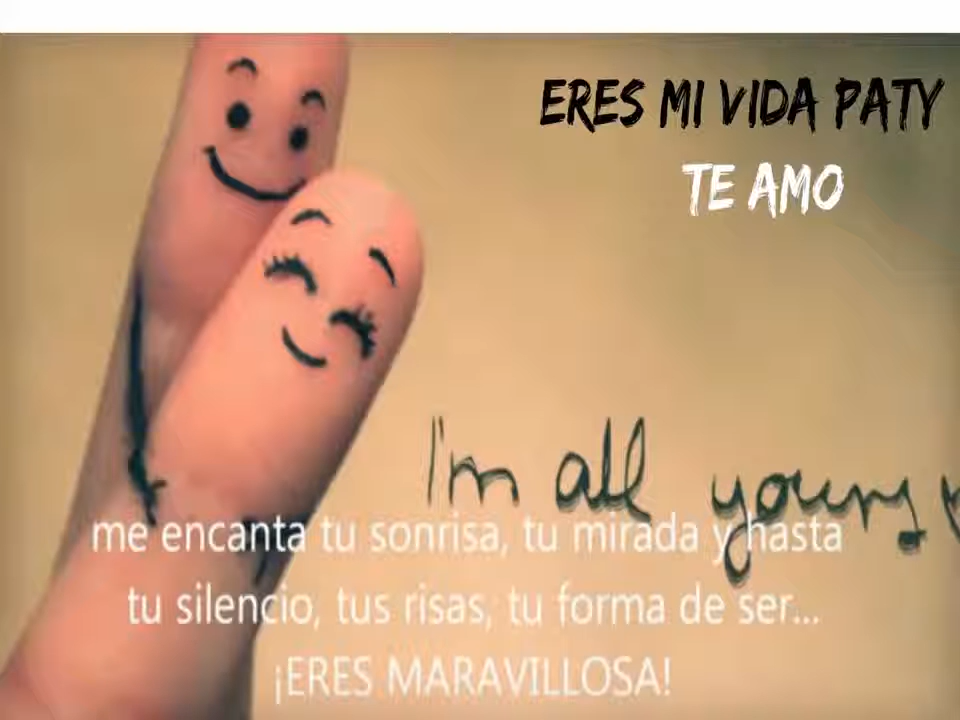 ERES MI VIDA PATY
TE AMO
I'm all yours
me encanta tu sonrisa, tu mirada y hasta
tu silencio, tus risas, tu forma de ser...
¡ERES MARAVILLOSA!